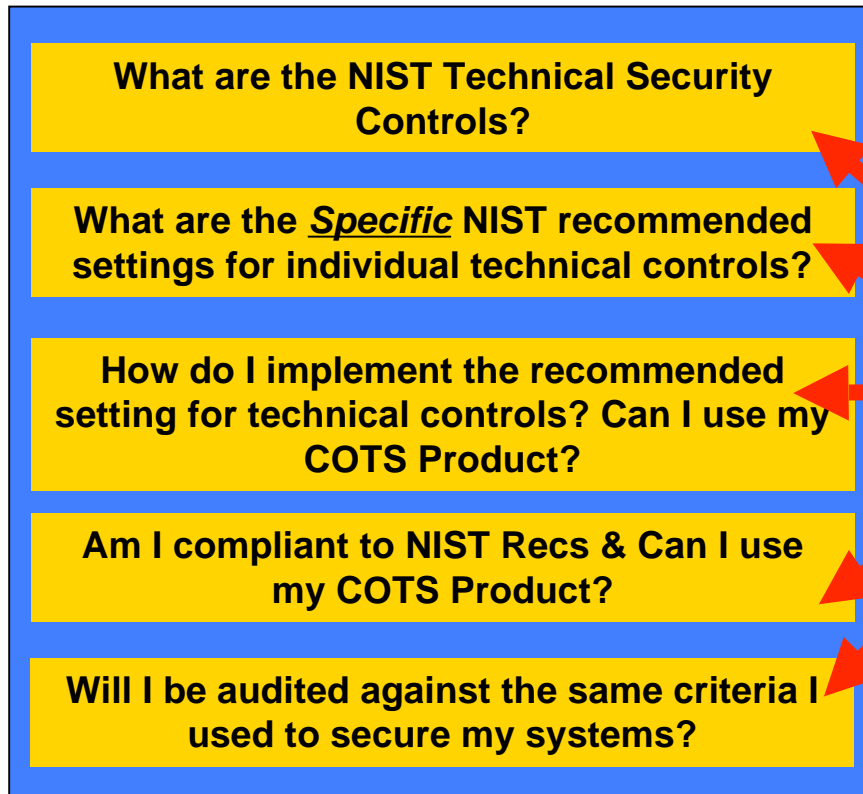 What are the NIST Technical Security
Controls?
What are the Specific NIST recommended
settings for individual technical controls?
How do I implement the recommended
setting for technical controls? Can I use my
COTS Product?
Am I compliant to NIST Recs & Can I use
my COTS Product?
Will I be audited against the same criteria I
used to secure my systems?